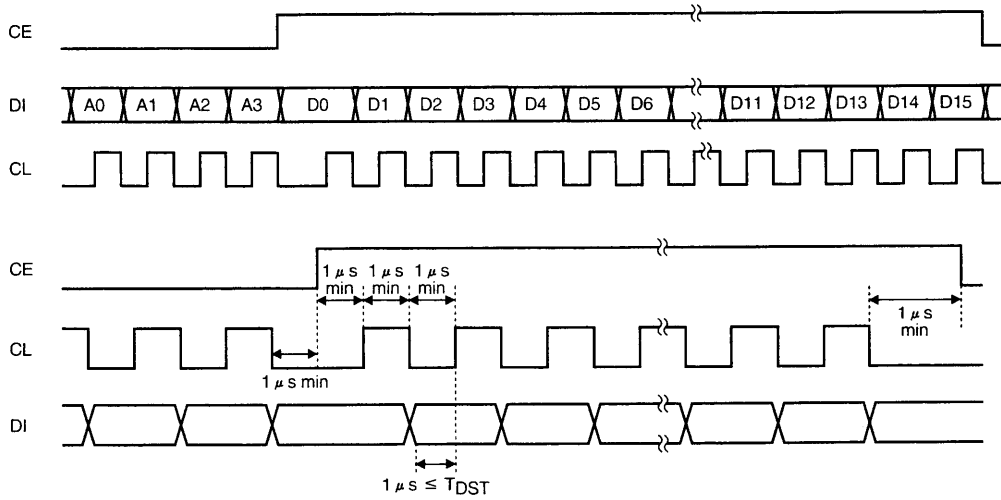 CE
DI A0 A1 A2 A3 D0 D1 D2 D3 D4 D5 D6 D11 D12 D13 D14 D15
CL
CE
1 μs min 1 μs min 1 μs min
1 μs min
CL
1 μs min
DI
1 μs ≤ TDST